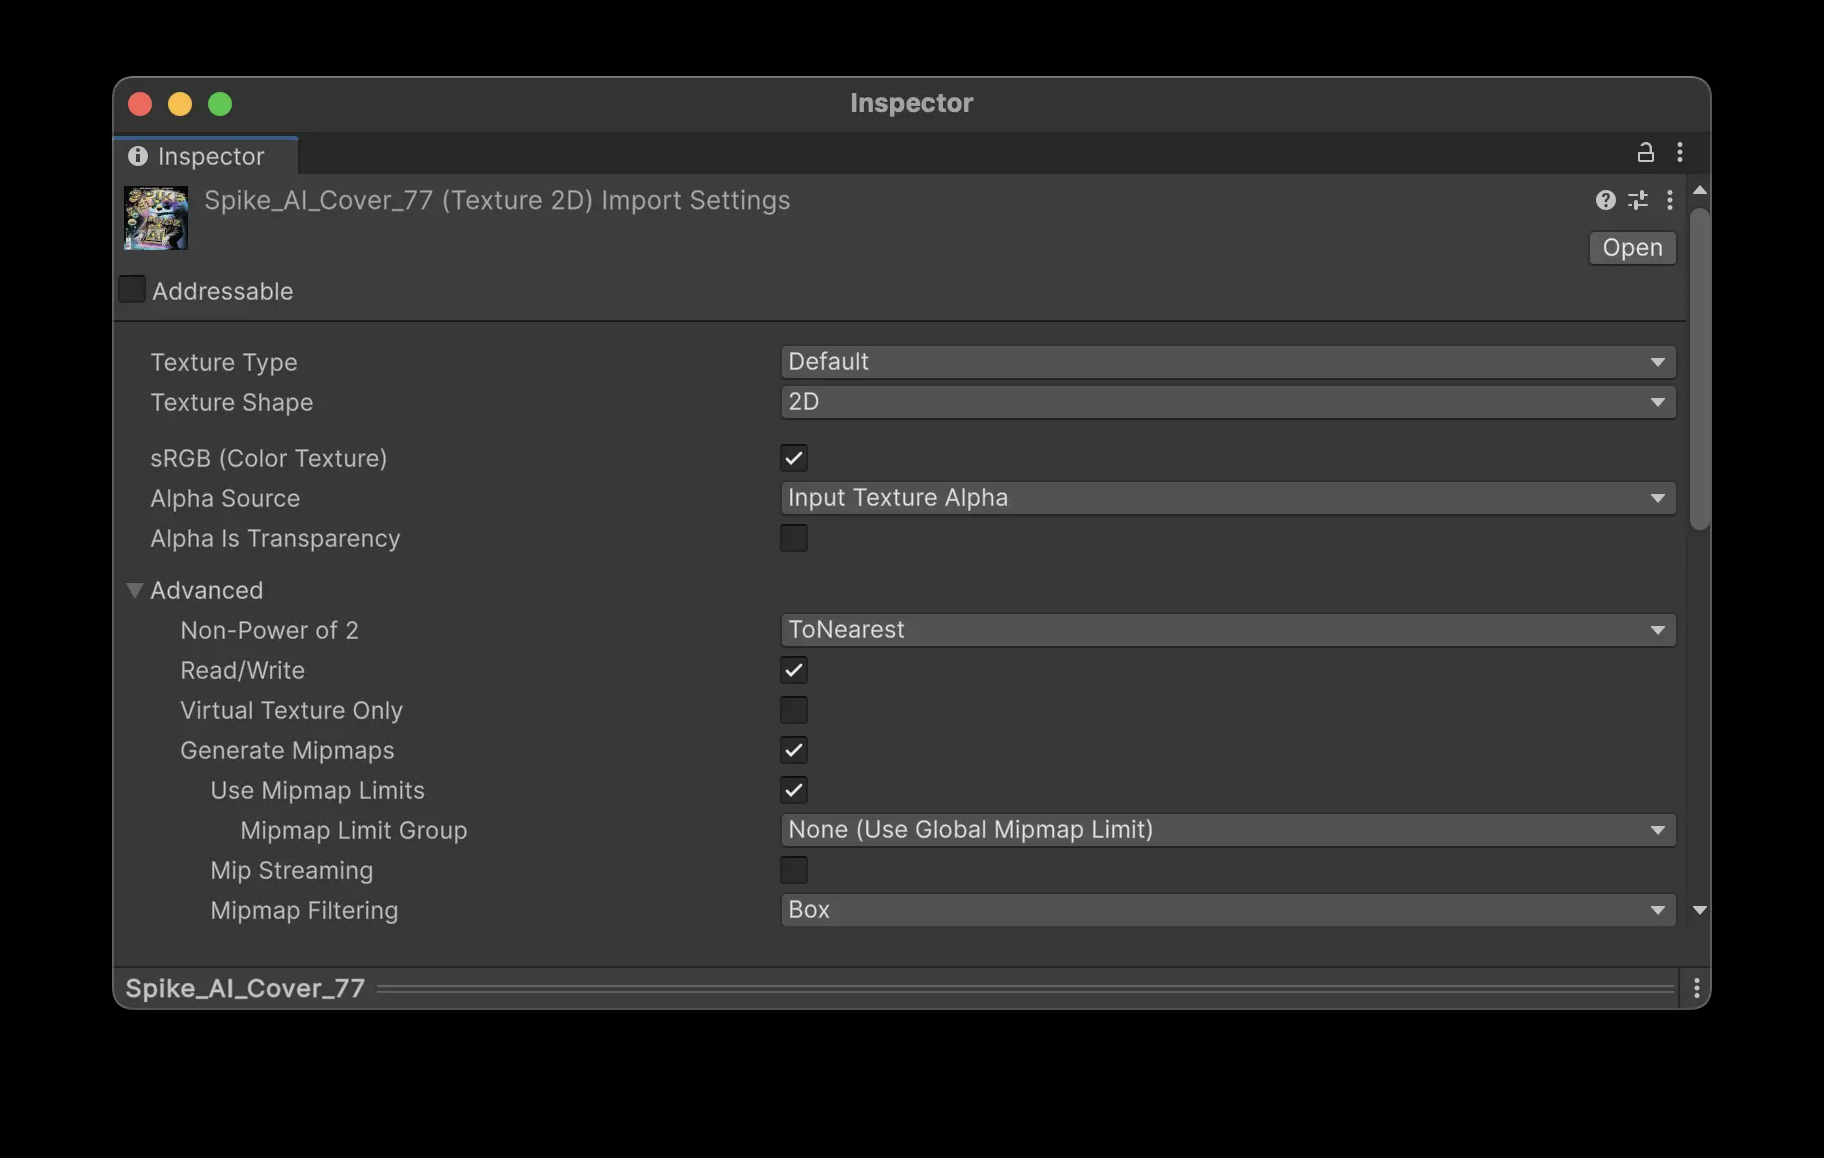 Inspector
Inspector
Spike_AI_Cover_77 (Texture 2D) Import Settings
Open
Addressable
Texture Type Default
Texture Shape 2D
sRGB (Color Texture)
Alpha Source Input Texture Alpha
Alpha Is Transparency
Advanced
Non-Power of 2 ToNearest
Read/Write
Virtual Texture Only
Generate Mipmaps
Use Mipmap Limits
Mipmap Limit Group None (Use Global Mipmap Limit)
Mip Streaming
Mipmap Filtering Box
Spike_AI_Cover_77